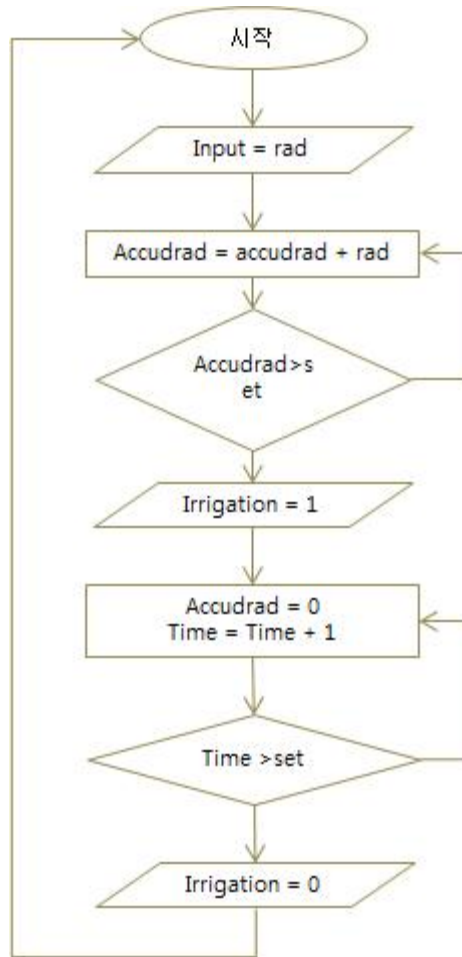 시작
Input = rad
Accudrad = accudrad + rad
Accudrad>s
et
Irrigation = 1
Accudrad = 0
Time = Time + 1
Time >set
Irrigation = 0